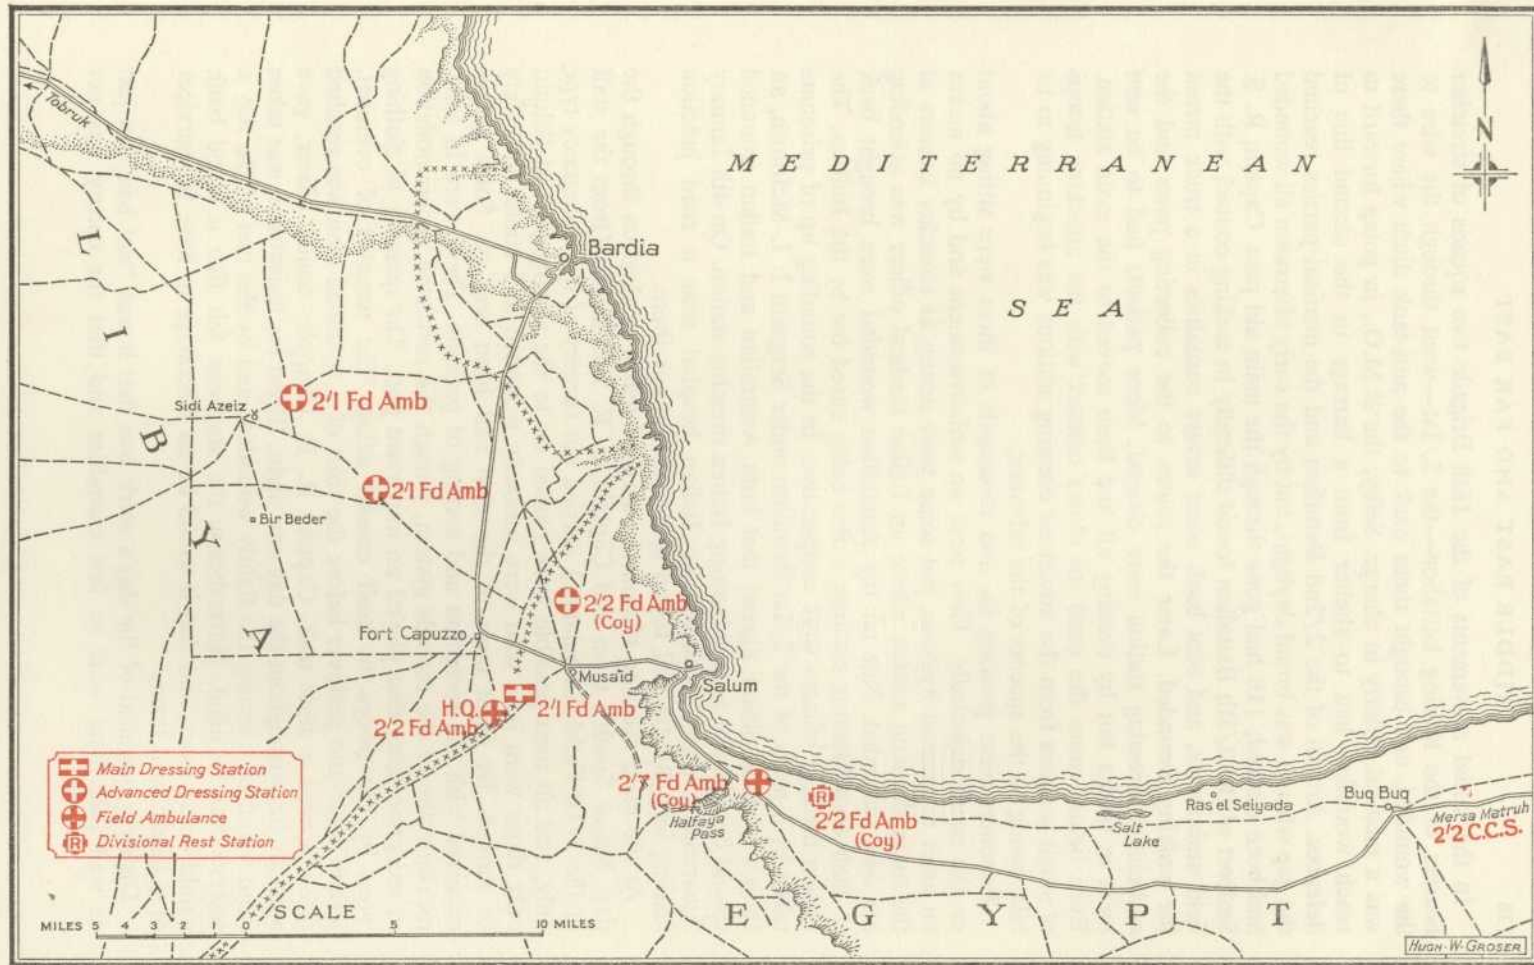 Tobruk
MEDITERRANEAN
SEA
N
Bardia
LIBYA
Sidi Azeiz
2/1 Fd Amb
2/1 Fd Amb
Bir Beder
2/2 Fd Amb
(Coy)
Fort Capuzzo
Musa'id
Salum
H.Q.
2/2 Fd Amb
2/1 Fd Amb
2/7 Fd Amb
(Coy)
Halfaya
Pass
2/2 Fd Amb
(Coy)
Salt
Lake
Ras el Seiyada
Buq Buq
Mersa Matruh
2/2 C.C.S.
Main Dressing Station
Advanced Dressing Station
Field Ambulance
R Divisional Rest Station
R
EGYPT
SCALE
MILES 5 4 3 2 1 0 5 10 MILES
HUGH·W·GROSER